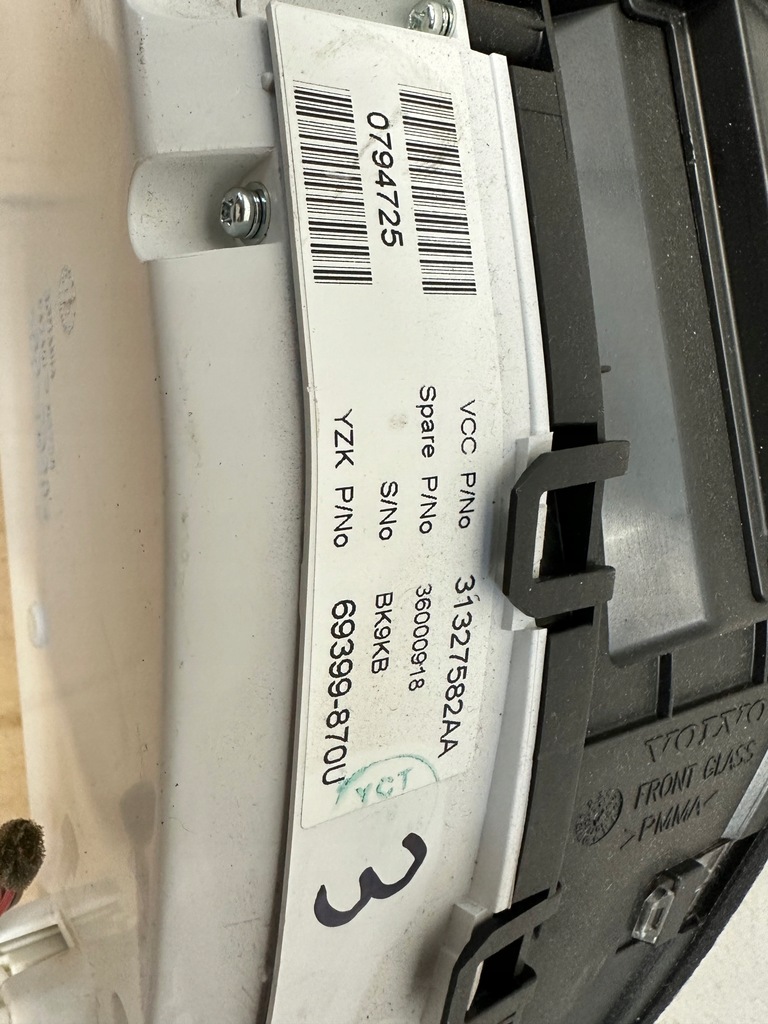 0794725
VCC P/No 31327582AA
Spare P/No 36000918
S/No BK9KB
YZK P/No 69399-870U
YCT
3
VOLVO
FRONT GLASS
>PMMA<